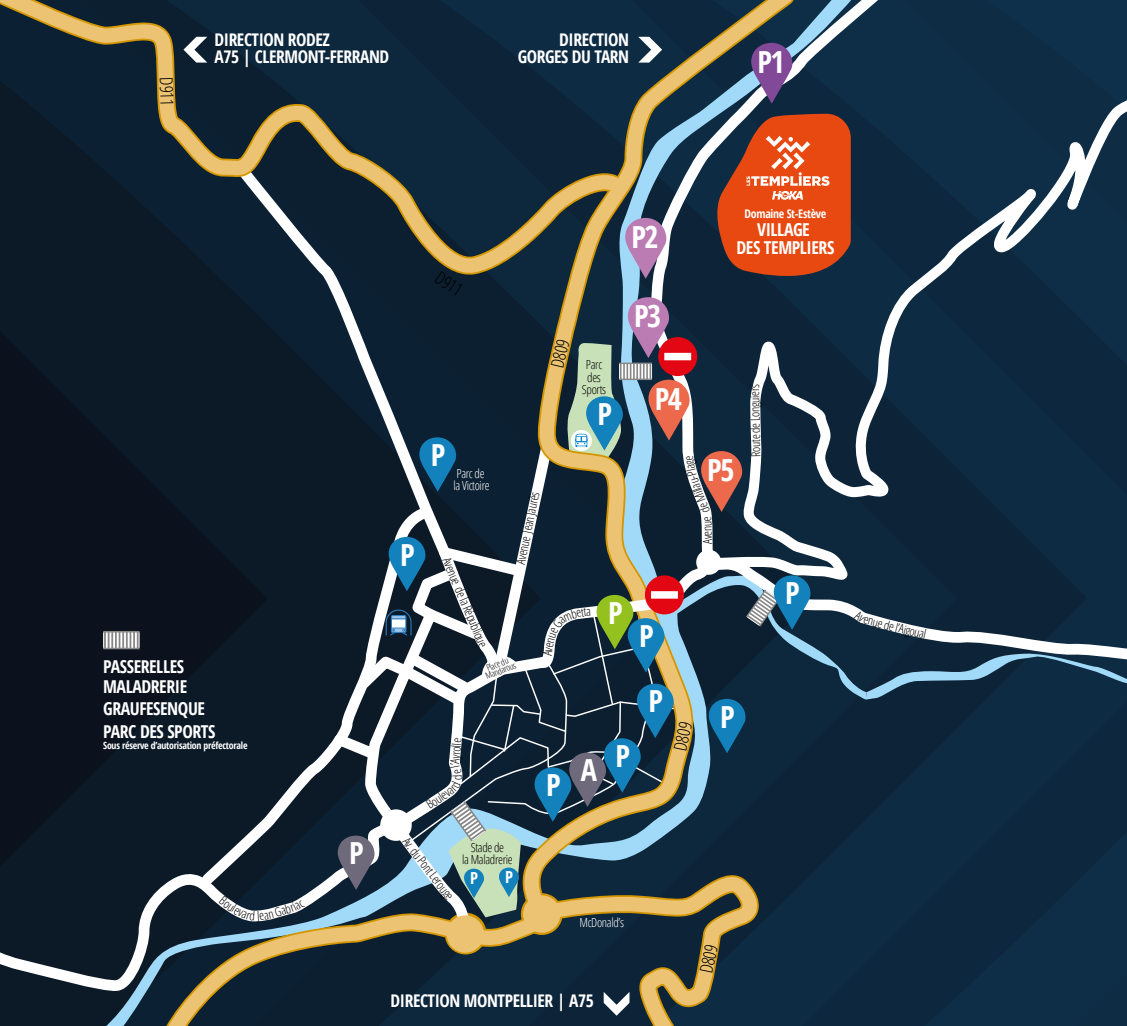 DIRECTION RODEZ
A75 | CLERMONT-FERRAND
DIRECTION
GORGES DU TARN
P1
D911
LES TEMPLIERS
HOKA
Domaine St-Estève
VILLAGE
DES TEMPLIERS
P2
D911
P3
D809
Parc
des
Sports
P
P4
Route de Longuiers
P
Parc de
la Victoire
P5
Avenue de Millau-Plage
Avenue Jean Jaurès
P
Avenue de la République
P
Avenue de l'Aigoual
Avenue Gambetta
P
P
PASSERELLES
MALADRERIE
GRAUFESENQUE
PARC DES SPORTS
Sous réserve d'autorisation préfectorale
Place du
Mandarous
P
P
D809
Boulevard de l'Ayrolle
A
P
P
P
Av. du Pont Lerouge
Stade de
la Maladrerie
P
P
Boulevard Jean Gabriac
McDonald's
D809
DIRECTION MONTPELLIER | A75